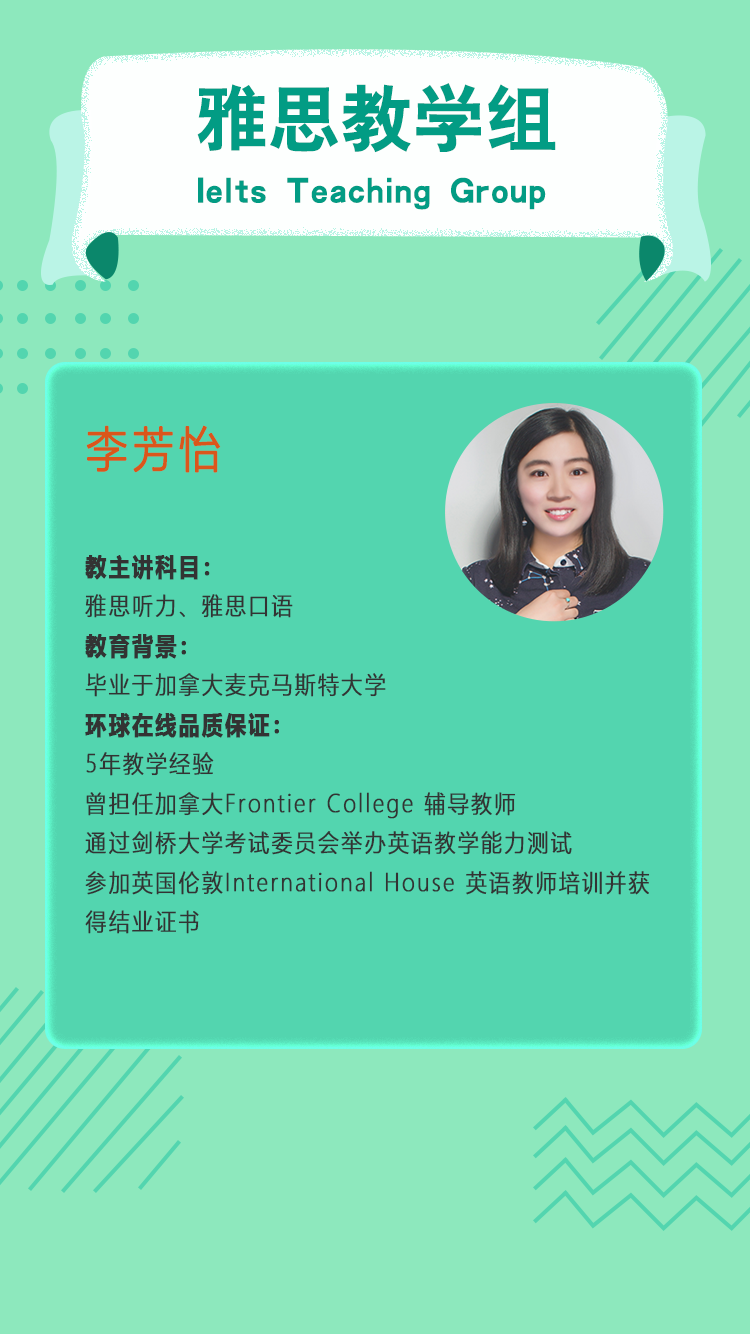 雅思教学组
Ielts Teaching Group
李芳怡
教主讲科目：
雅思听力、雅思口语
教育背景：
毕业于加拿大麦克马斯特大学
环球在线品质保证：
5年教学经验
曾担任加拿大Frontier College 辅导教师
通过剑桥大学考试委员会举办英语教学能力测试
参加英国伦敦International House 英语教师培训并获
得结业证书